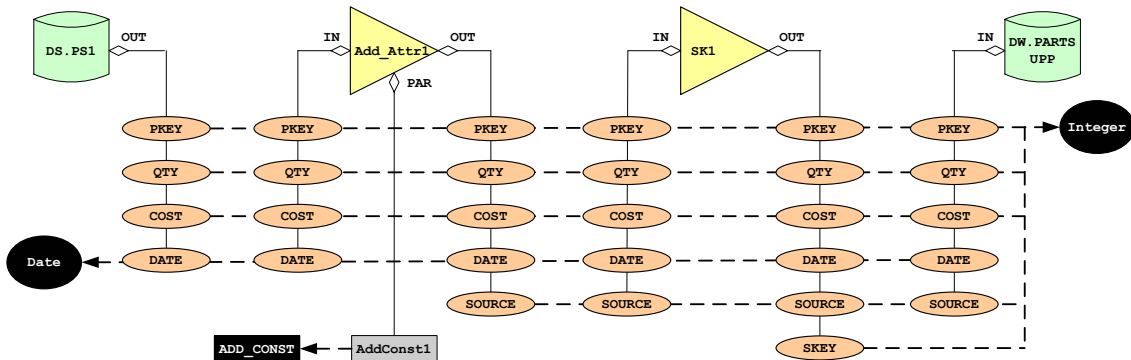 DS.PS1
OUT
IN
Add_Attr1
OUT
PAR
IN
SK1
OUT
IN
DW.PARTS
UPP
PKEY
PKEY
PKEY
PKEY
PKEY
PKEY
Integer
QTY
QTY
QTY
QTY
QTY
QTY
COST
COST
COST
COST
COST
COST
Date
DATE
DATE
DATE
DATE
DATE
DATE
SOURCE
SOURCE
SOURCE
SOURCE
ADD_CONST
AddConst1
SKEY